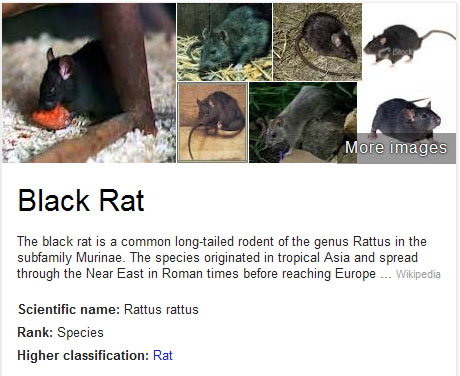 iStock
More images
Black Rat
The black rat is a common long-tailed rodent of the genus Rattus in the
subfamily Murinae. The species originated in tropical Asia and spread
through the Near East in Roman times before reaching Europe ... Wikipedia
Scientific name: Rattus rattus
Rank: Species
Higher classification: Rat